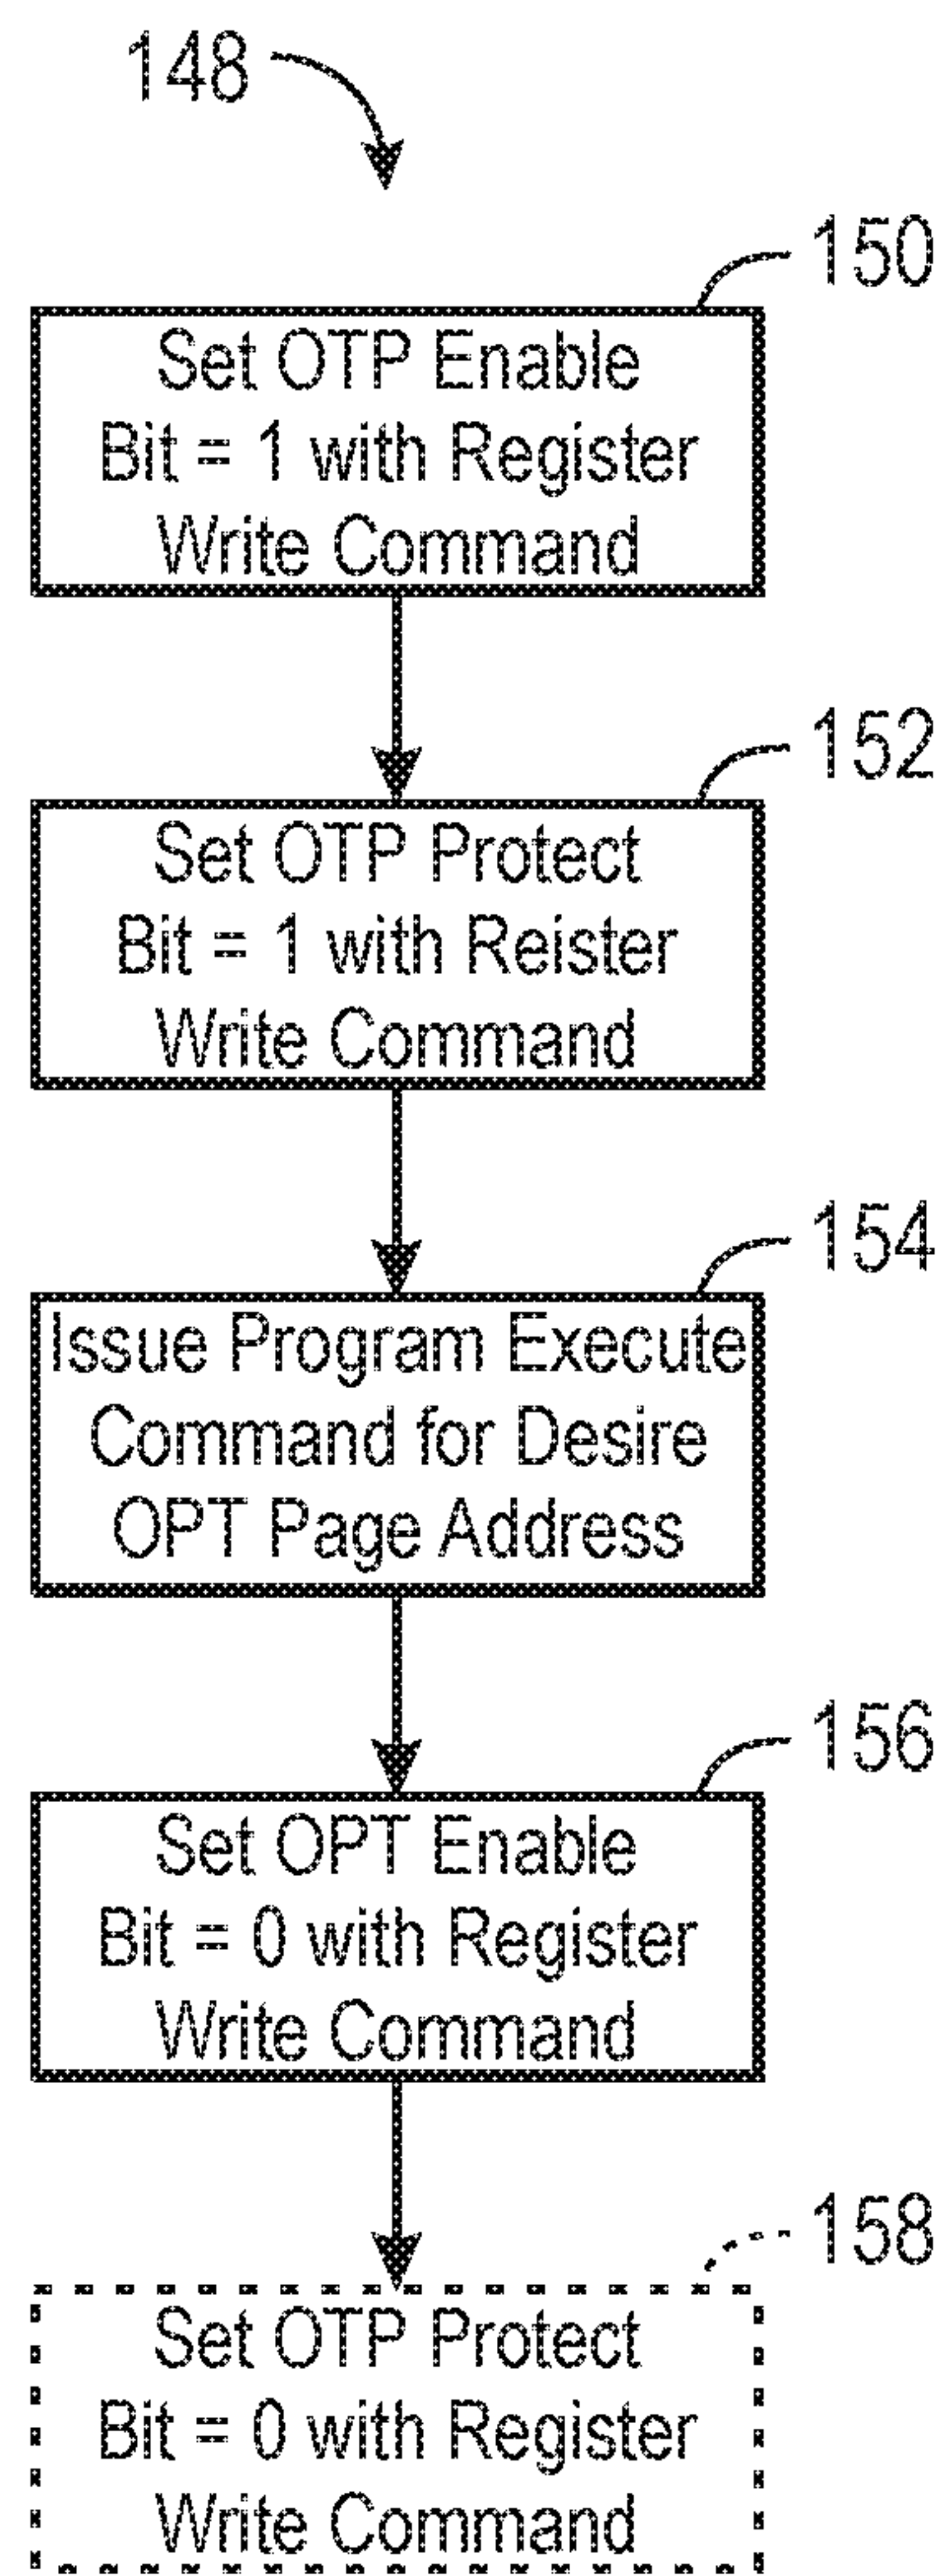 148
150
Set OTP Enable
Bit = 1 with Register
Write Command
152
Set OTP Protect
Bit = 1 with Reister
Write Command
154
Issue Program Execute
Command for Desire
OPT Page Address
156
Set OPT Enable
Bit = 0 with Register
Write Command
158
Set OTP Protect
Bit = 0 with Register
Write Command